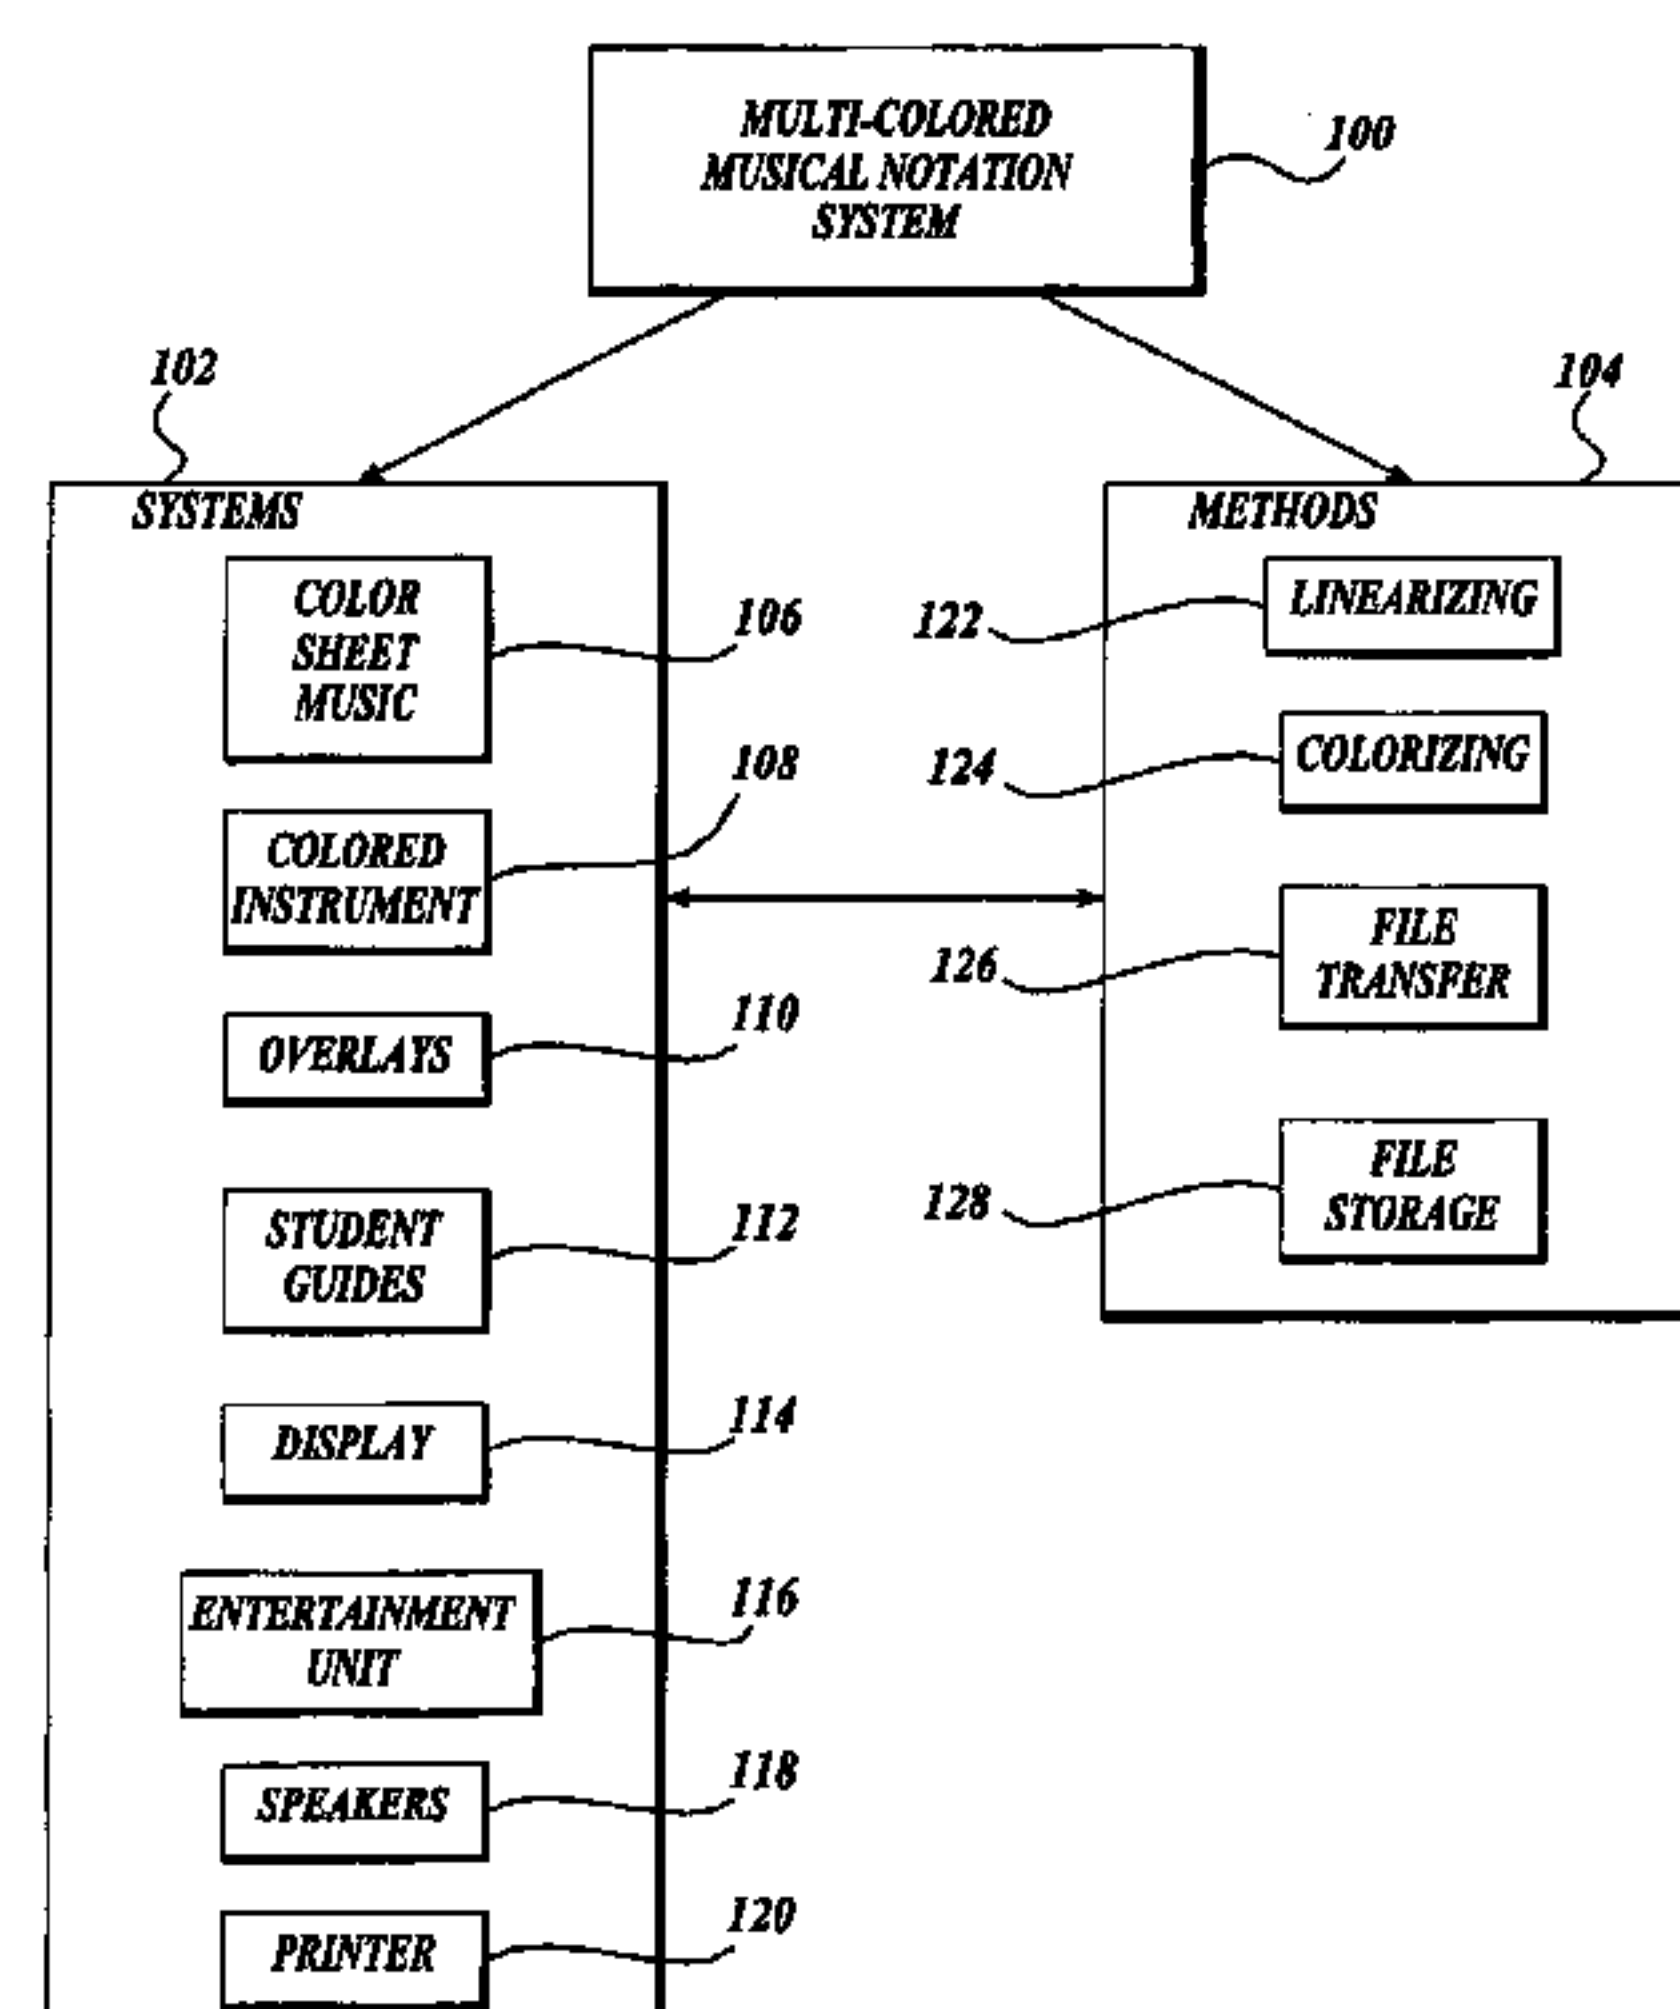 MULTI-COLORED
MUSICAL NOTATION
SYSTEM
100
102
104
SYSTEMS
COLOR
SHEET
MUSIC
106
COLORED
INSTRUMENT
108
OVERLAYS
110
STUDENT
GUIDES
112
DISPLAY
114
ENTERTAINMENT
UNIT
116
SPEAKERS
118
PRINTER
120
METHODS
LINEARIZING
122
COLORIZING
124
FILE
TRANSFER
126
FILE
STORAGE
128